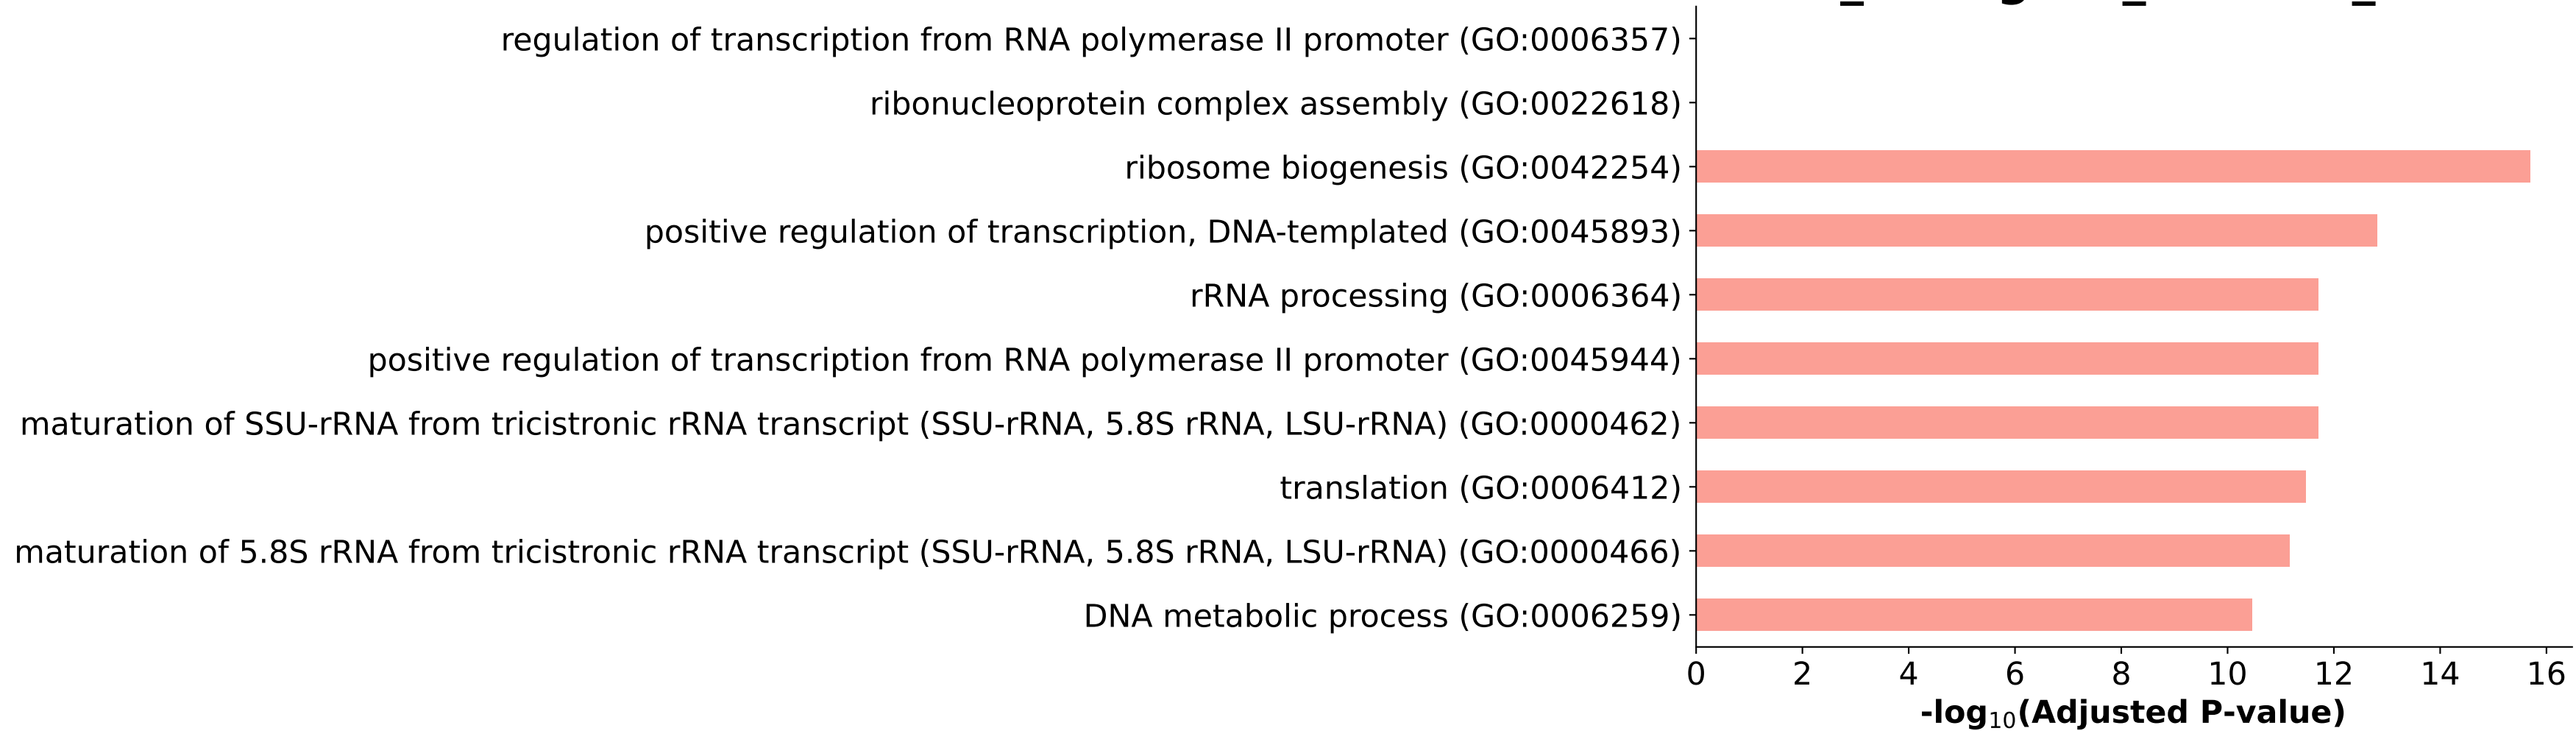 regulation of transcription from RNA polymerase II promoter (GO:0006357)
ribonucleoprotein complex assembly (GO:0022618)
ribosome biogenesis (GO:0042254)
positive regulation of transcription, DNA-templated (GO:0045893)
rRNA processing (GO:0006364)
positive regulation of transcription from RNA polymerase II promoter (GO:0045944)
maturation of SSU-rRNA from tricistronic rRNA transcript (SSU-rRNA, 5.8S rRNA, LSU-rRNA) (GO:0000462)
translation (GO:0006412)
maturation of 5.8S rRNA from tricistronic rRNA transcript (SSU-rRNA, 5.8S rRNA, LSU-rRNA) (GO:0000466)
DNA metabolic process (GO:0006259)
0 2 4 6 8 10 12 14 16
-log₁₀(Adjusted P-value)